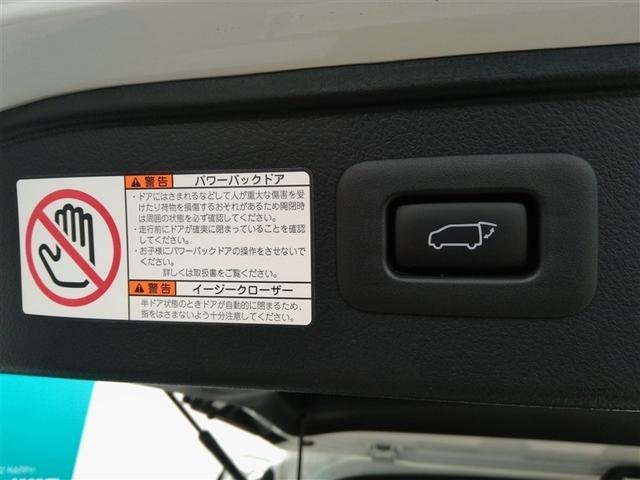 警告 パワーバックドア
・ドアにはさまれるなどして人が重大な傷害を受
けたり荷物を損傷するおそれがあるため開閉時
は周囲の状態を必ず確認してください。
・走行前にドアが確実に閉まっていることを確認
してください。
・お子様にパワーバックドアの操作をさせないで
ください。
詳しくは取扱書をご覧ください。
警告 イージークローザー
半ドア状態のときドアが自動的に閉まるため、
指をはさまないよう十分注意してください。